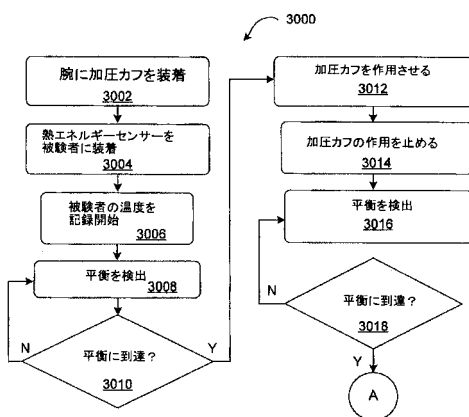 3000
腕に加圧カフを装着
3002
熱エネルギーセンサーを
被験者に装着
3004
被験者の温度を
記録開始
3006
平衡を検出
3008
平衡に到達?
3010
N
Y
加圧カフを作用させる
3012
加圧カフの作用を止める
3014
平衡を検出
3016
平衡に到達?
3018
N
Y
A